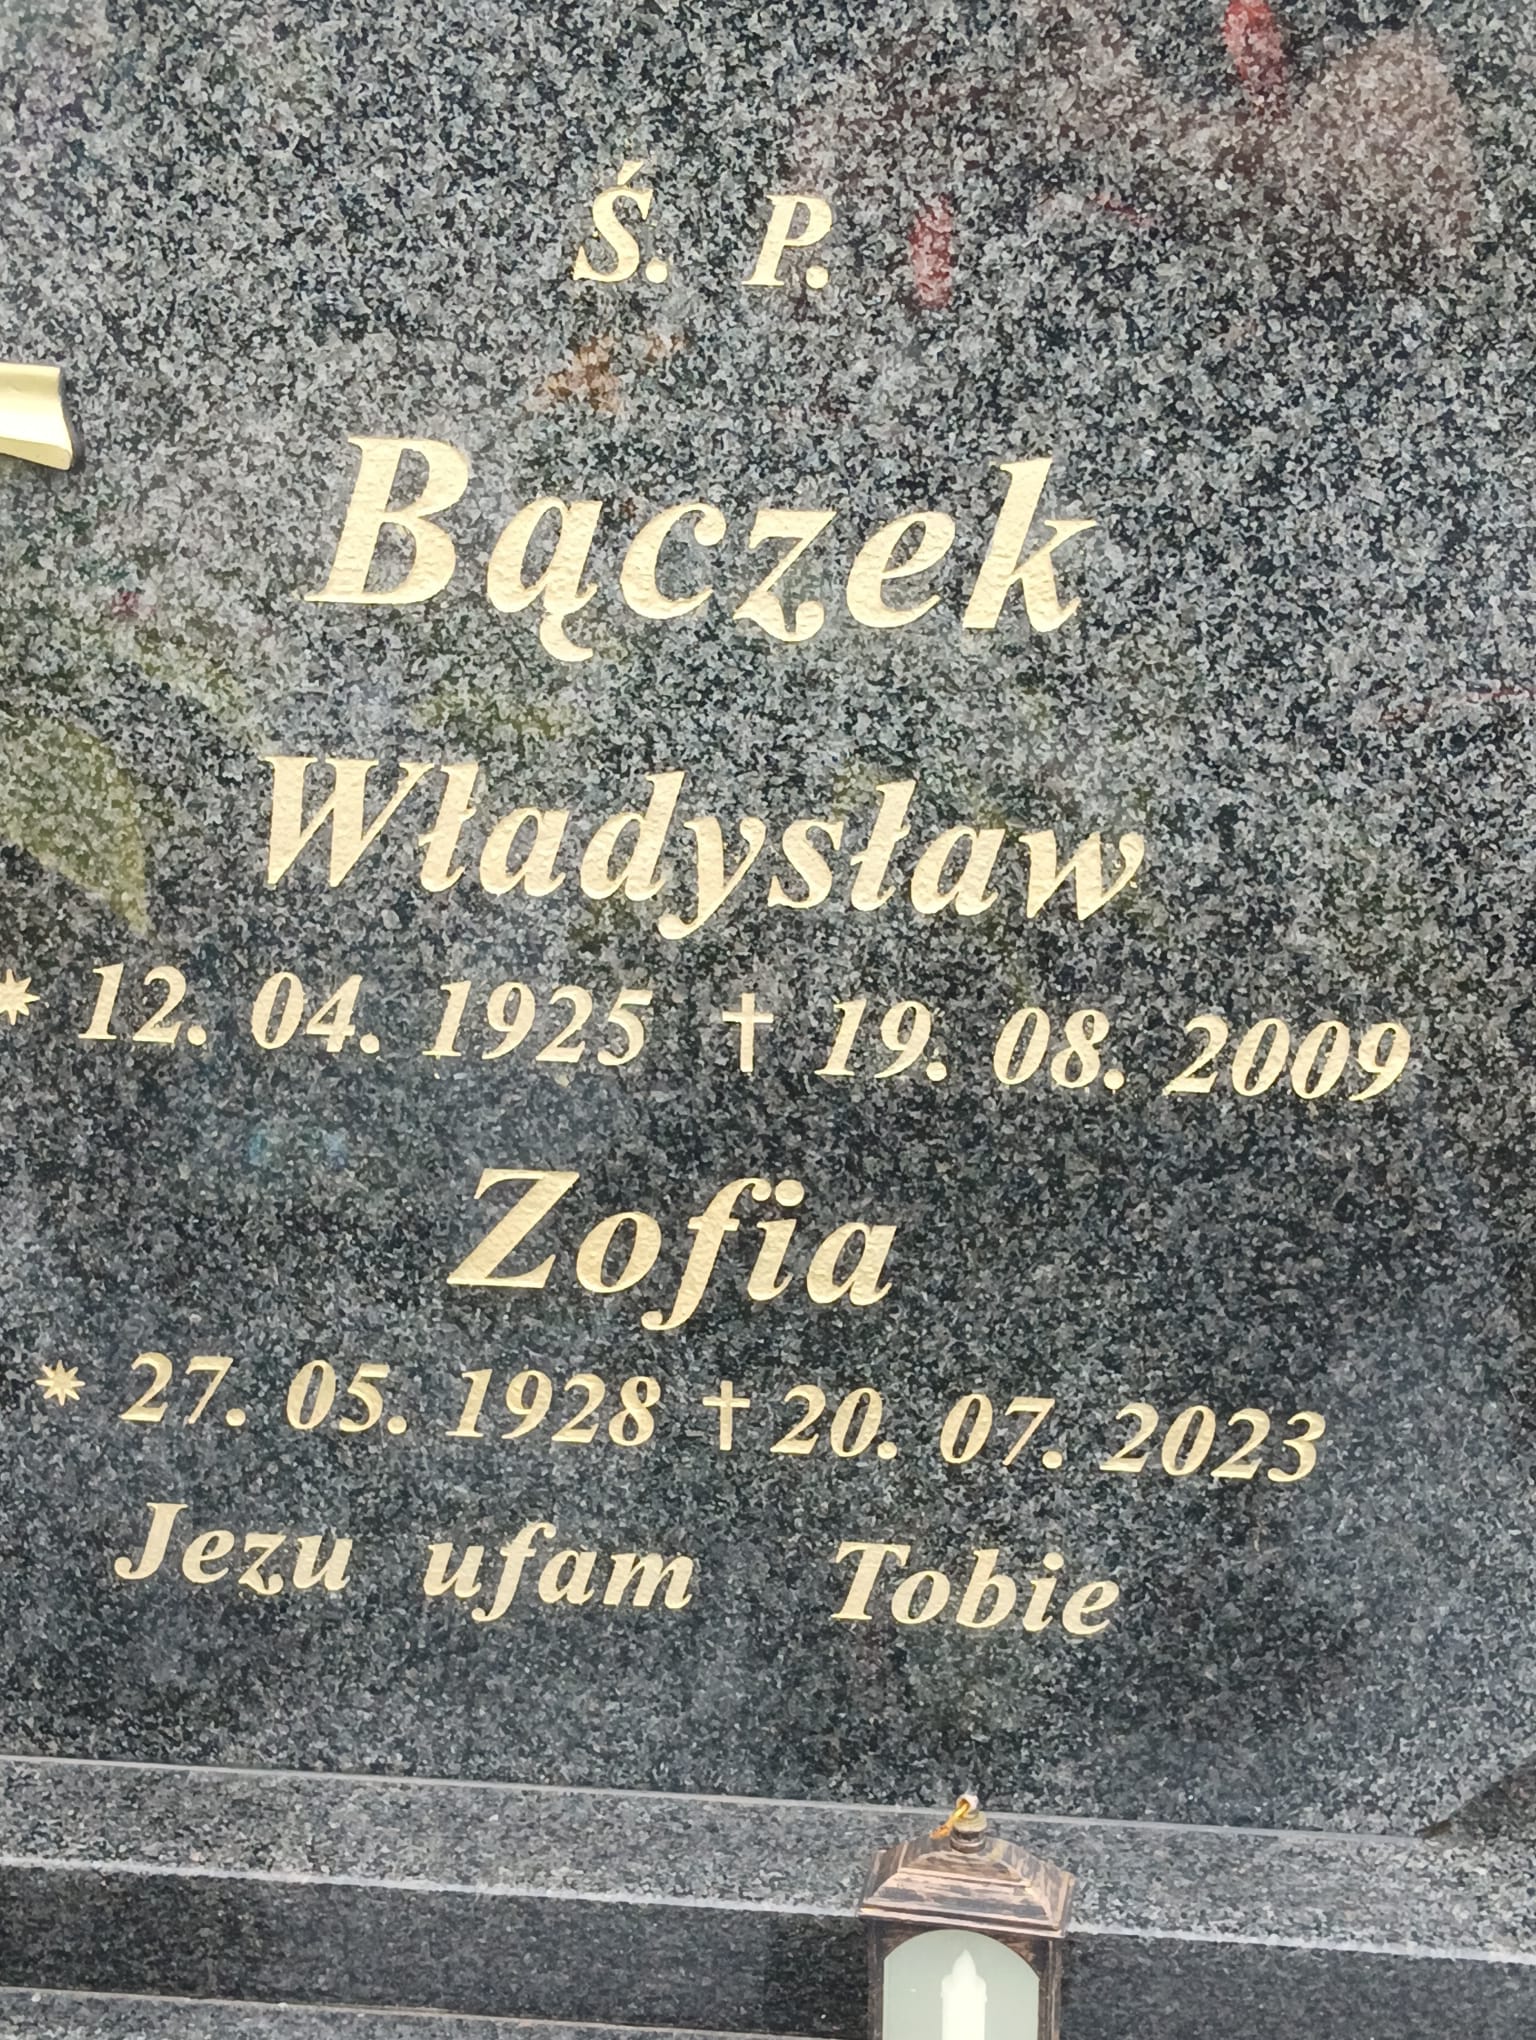 Ś. P.
Bączek
Władysław
* 12. 04. 1925 † 19. 08. 2009
Zofia
* 27. 05. 1928 † 20. 07. 2023
Jezu ufam Tobie